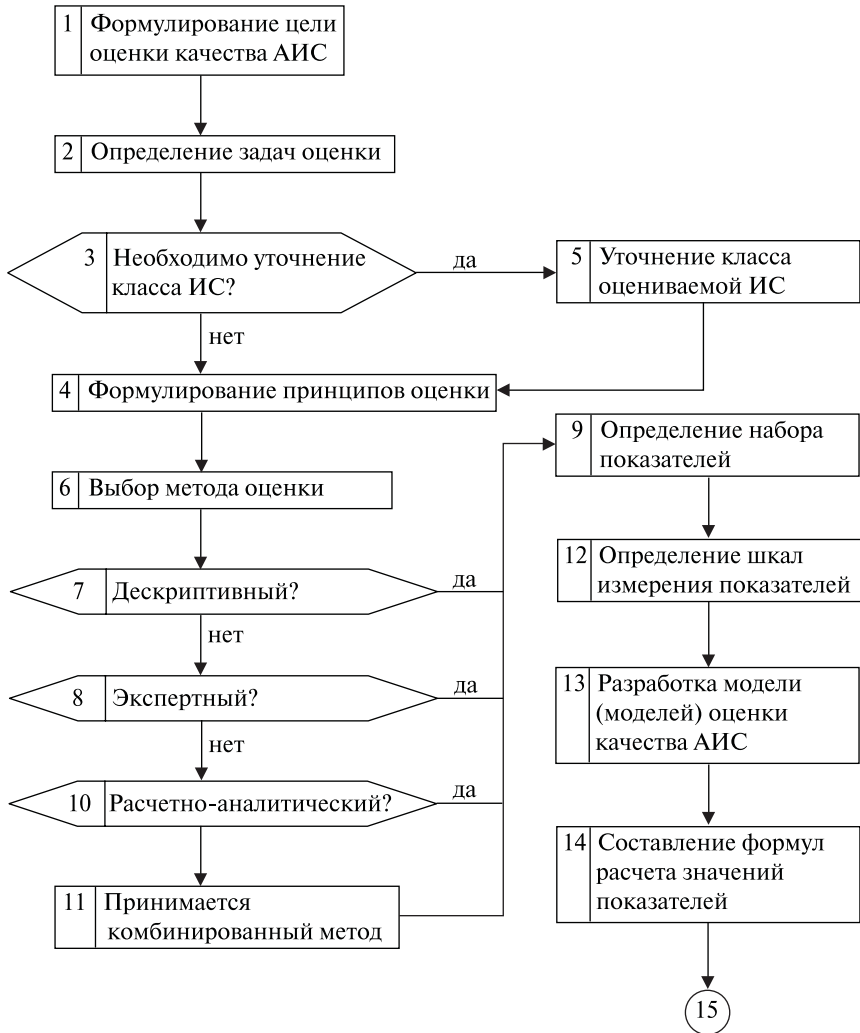 1 Формулирование цели
оценки качества АИС
2 Определение задач оценки
3 Необходимо уточнение
класса ИС?
да
5 Уточнение класса
оцениваемой ИС
нет
4 Формулирование принципов оценки
6 Выбор метода оценки
7 Дескриптивный?
да
нет
8 Экспертный?
да
нет
10 Расчетно-аналитический?
да
11 Принимается
комбинированный метод
9 Определение набора
показателей
12 Определение шкал
измерения показателей
13 Разработка модели
(моделей) оценки
качества АИС
14 Составление формул
расчета значений
показателей
15